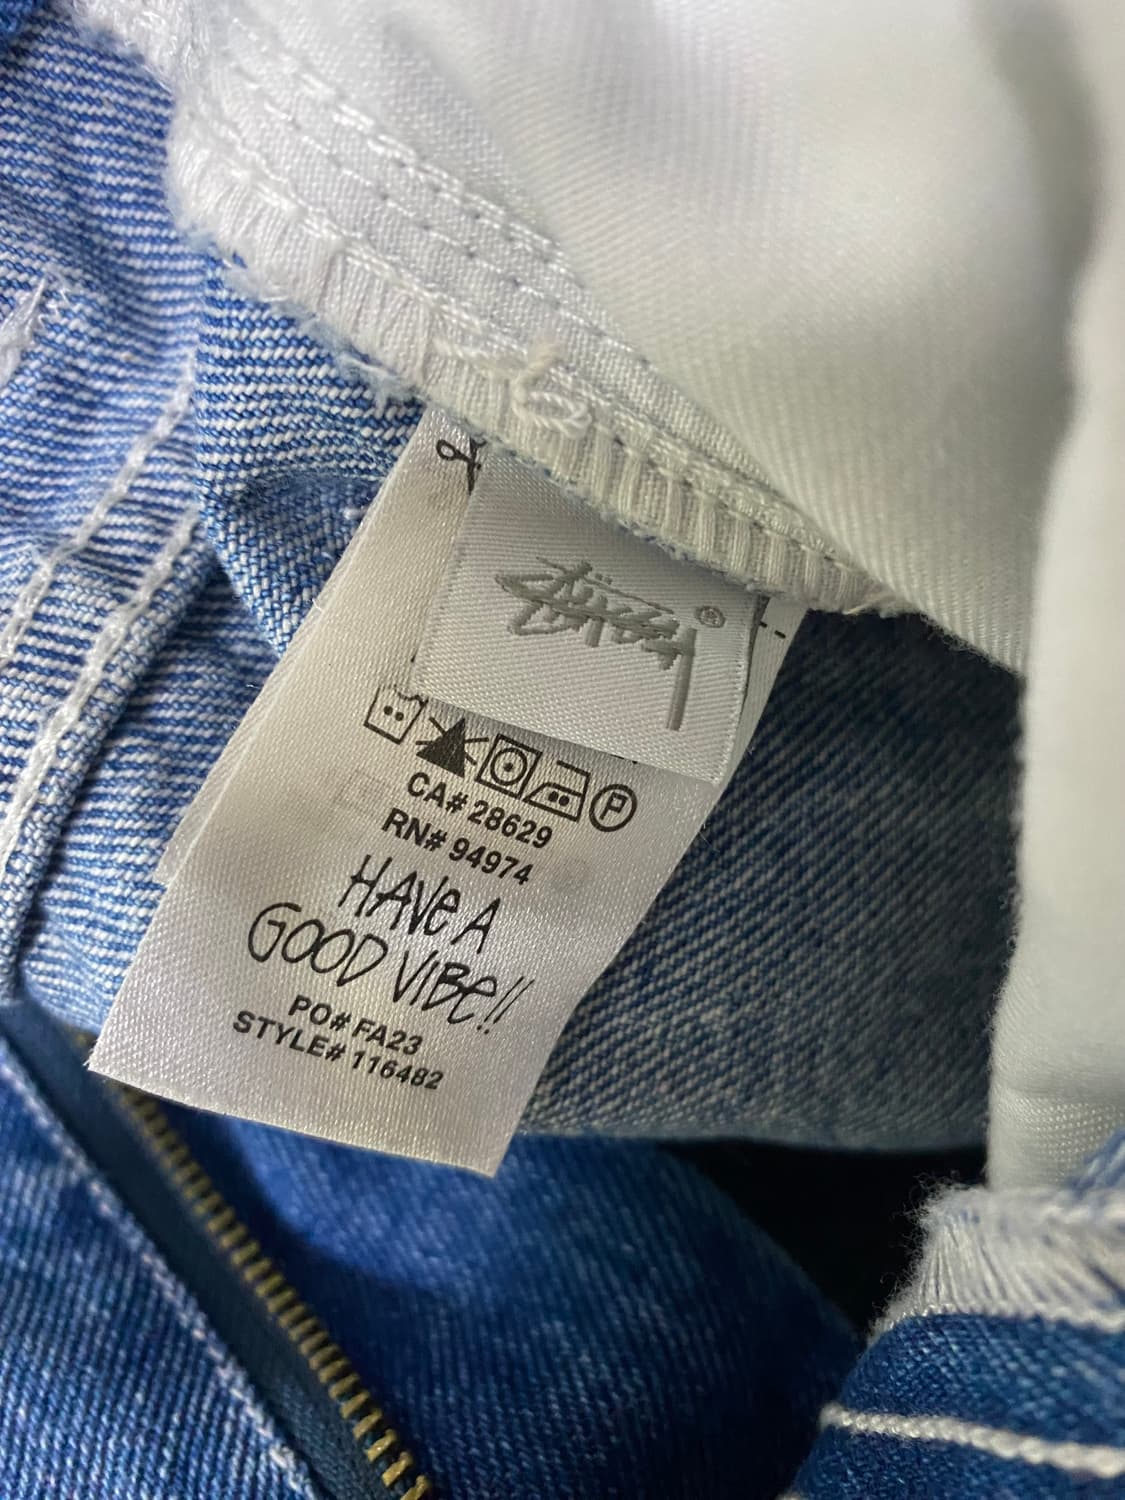 Stüssy ®
P
CA# 28629
RN# 94974
HAVE A
GOOD VIBE!!
PO# FA23
STYLE# 116482